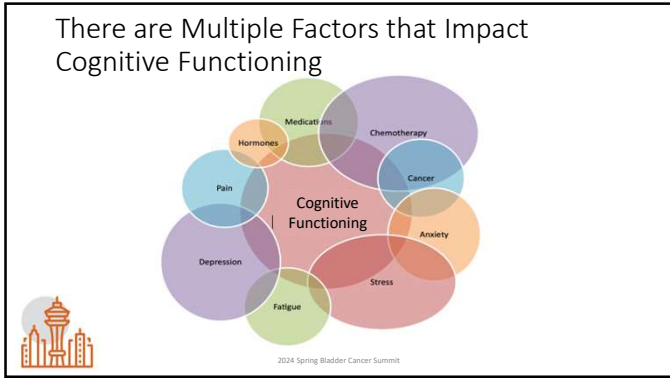 There are Multiple Factors that Impact
Cognitive Functioning
Medications
Chemotherapy
Hormones
Cancer
Pain
Cognitive
Functioning
Anxiety
Depression
Stress
Fatigue
2024 Spring Bladder Cancer Summit